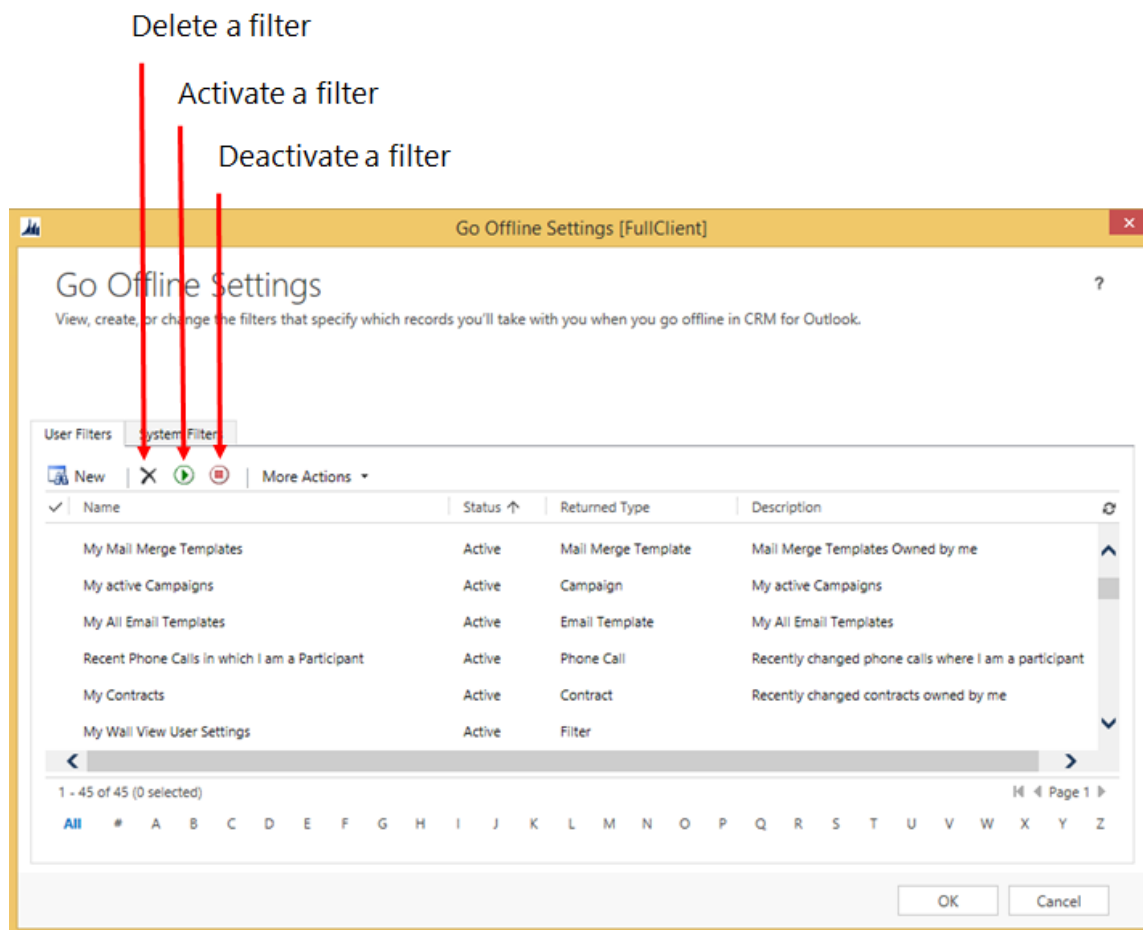 Delete a filter
Activate a filter
Deactivate a filter
Go Offline Settings [FullClient]
Go Offline Settings
?
View, create, or change the filters that specify which records you'll take with you when you go offline in CRM for Outlook.
User Filters System Filters
New More Actions
Name Status Returned Type Description
My Mail Merge Templates Active Mail Merge Template Mail Merge Templates Owned by me
My active Campaigns Active Campaign My active Campaigns
My All Email Templates Active Email Template My All Email Templates
Recent Phone Calls in which I am a Participant Active Phone Call Recently changed phone calls where I am a participant
My Contracts Active Contract Recently changed contracts owned by me
My Wall View User Settings Active Filter
1 - 45 of 45 (0 selected) Page 1
All # A B C D E F G H I J K L M N O P Q R S T U V W X Y Z
OK Cancel